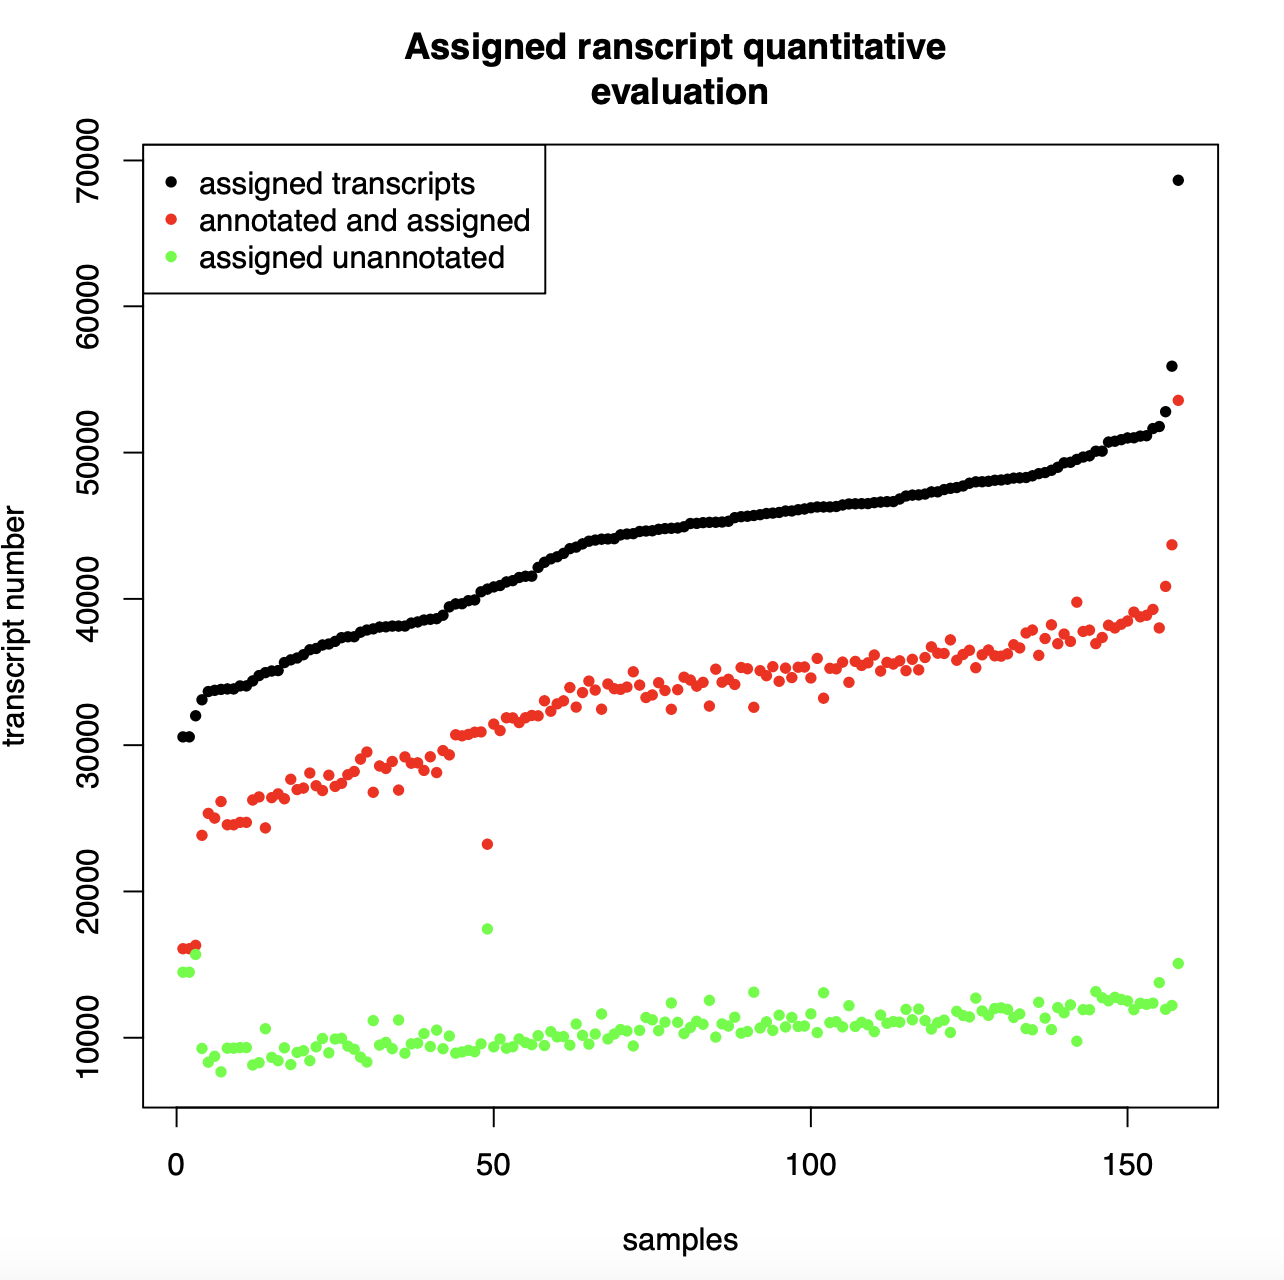 Assigned ranscript quantitative
evaluation
70000
60000
50000
40000
30000
20000
10000
transcript number
assigned transcripts
annotated and assigned
assigned unannotated
0 50 100 150
samples